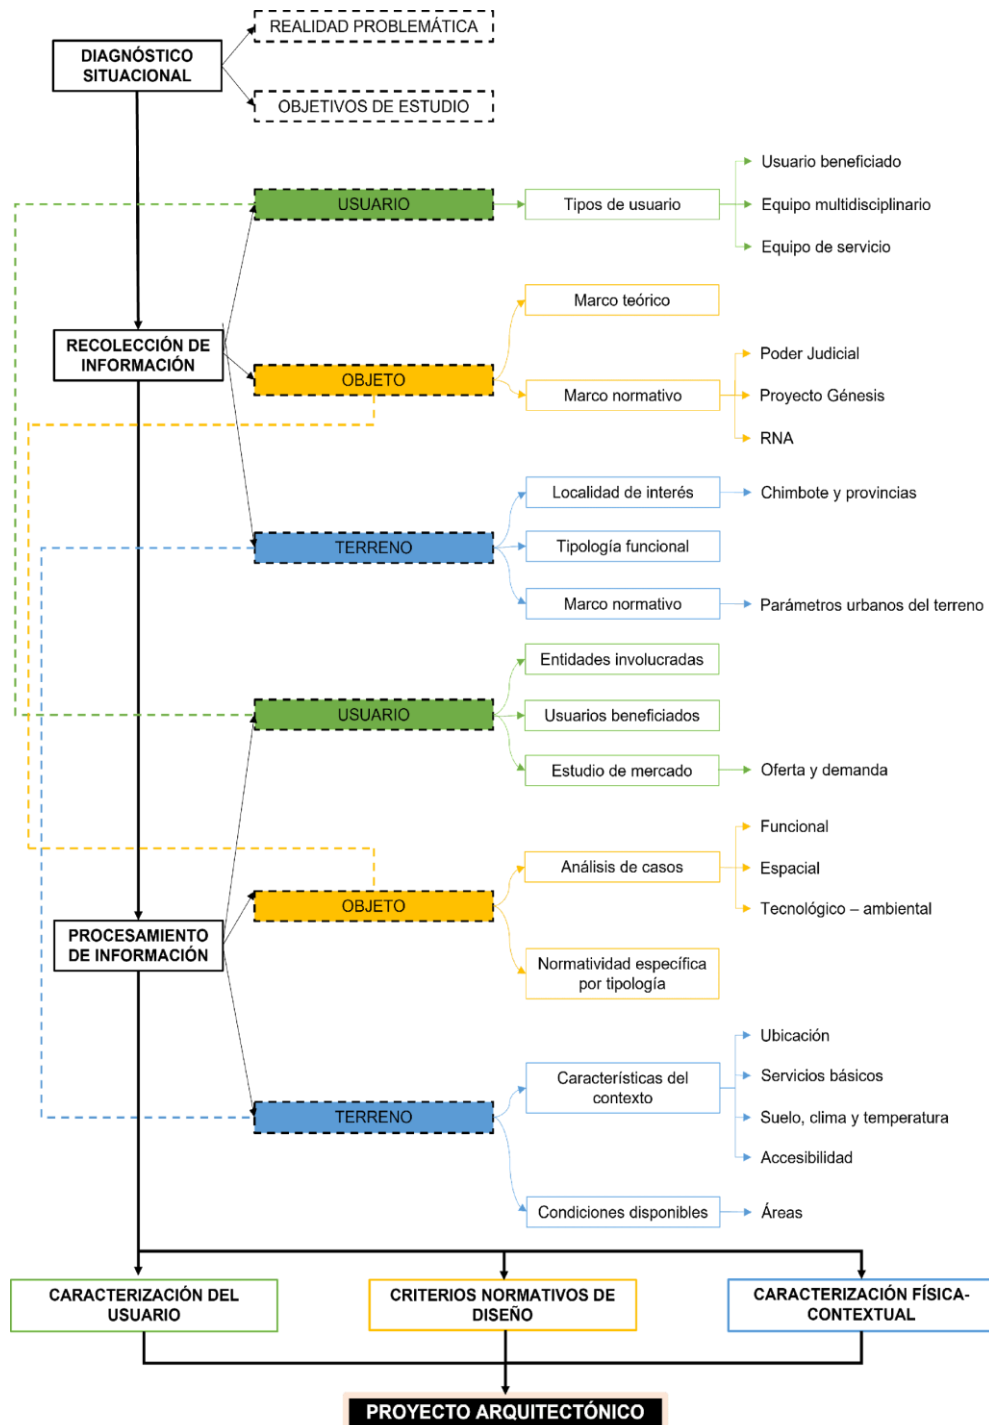 REALIDAD PROBLEMÁTICA
DIAGNÓSTICO
SITUACIONAL
OBJETIVOS DE ESTUDIO
USUARIO
Tipos de usuario
Usuario beneficiado
Equipo multidisciplinario
Equipo de servicio
RECOLECCIÓN DE
INFORMACIÓN
OBJETO
Marco teórico
Marco normativo
Poder Judicial
Proyecto Génesis
RNA
TERRENO
Localidad de interés
Chimbote y provincias
Tipología funcional
Marco normativo
Parámetros urbanos del terreno
USUARIO
Entidades involucradas
Usuarios beneficiados
Estudio de mercado
Oferta y demanda
PROCESAMIENTO
DE INFORMACIÓN
OBJETO
Análisis de casos
Funcional
Espacial
Tecnológico – ambiental
Normatividad específica
por tipología
TERRENO
Características del
contexto
Ubicación
Servicios básicos
Suelo, clima y temperatura
Accesibilidad
Condiciones disponibles
Áreas
CARACTERIZACIÓN DEL
USUARIO
CRITERIOS NORMATIVOS DE
DISEÑO
CARACTERIZACIÓN FÍSICA-
CONTEXTUAL
PROYECTO ARQUITECTÓNICO